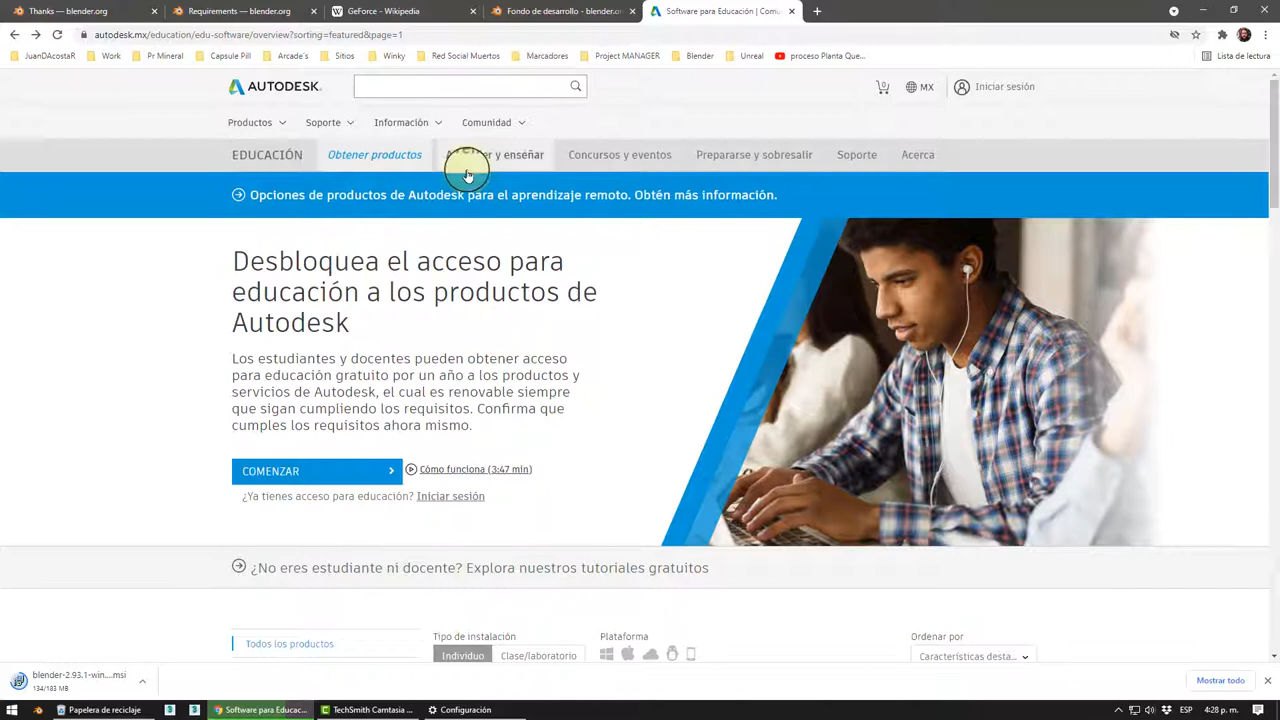 Thanks — blender.org
Requirements — blender.org
GeForce - Wikipedia
Fondo de desarrollo - blender.or
Software para Educación | Comu
autodesk.mx/education/edu-software/overview?sorting=featured&page=1
JuanDAcostaR
Work
Pr Mineral
Capsule Pill
Arcade´s
Sitios
Winky
Red Social Muertos
Marcadores
Project MANAGER
Blender
Unreal
proceso Planta Que...
Lista de lectura
AUTODESK.
0
MX
Iniciar sesión
Productos
Soporte
Información
Comunidad
EDUCACIÓN
Obtener productos
y enseñar
Concursos y eventos
Prepararse y sobresalir
Soporte
Acerca
Opciones de productos de Autodesk para el aprendizaje remoto. Obtén más información.
Desbloquea el acceso para
educación a los productos de
Autodesk
Los estudiantes y docentes pueden obtener acceso
para educación gratuito por un año a los productos y
servicios de Autodesk, el cual es renovable siempre
que sigan cumpliendo los requisitos. Confirma que
cumples los requisitos ahora mismo.
COMENZAR
Cómo funciona (3:47 min)
¿Ya tienes acceso para educación? Iniciar sesión
¿No eres estudiante ni docente? Explora nuestros tutoriales gratuitos
Todos los productos
Tipo de instalación
Plataforma
Ordenar por
Individuo
Clase/laboratorio
Características desta...
blender-2.93.1-win....msi
134/183 MB
Mostrar todo
Papelera de reciclaje
Software para Educac...
TechSmith Camtasia
Configuración
ESP
4:28 p. m.